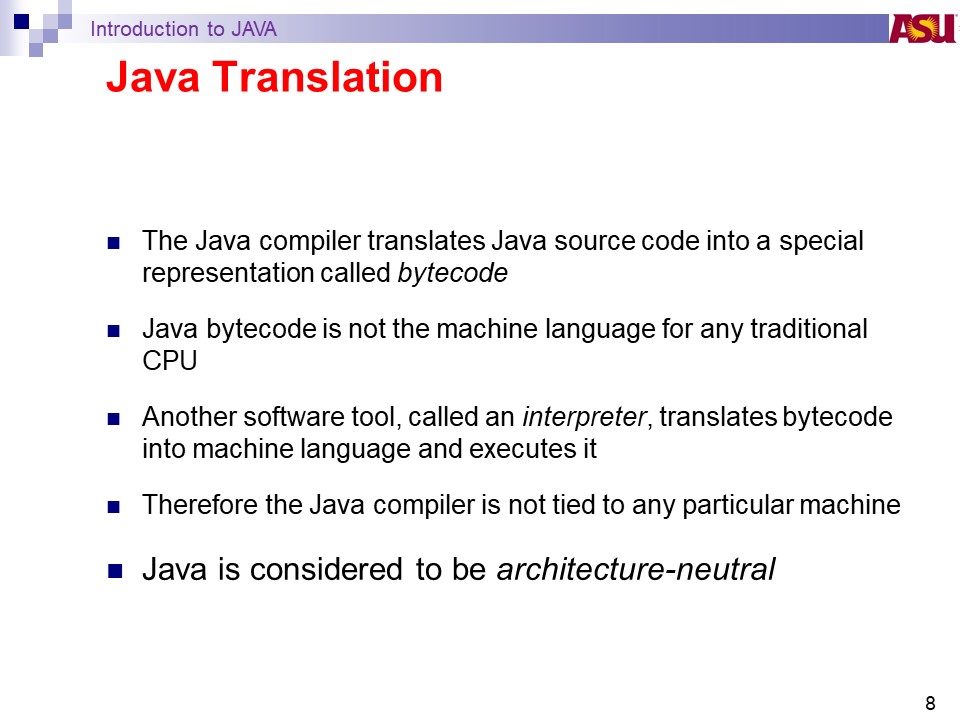 Introduction to JAVA
ASU
Java Translation
The Java compiler translates Java source code into a special
representation called bytecode
Java bytecode is not the machine language for any traditional
CPU
Another software tool, called an interpreter, translates bytecode
into machine language and executes it
Therefore the Java compiler is not tied to any particular machine
Java is considered to be architecture-neutral
8